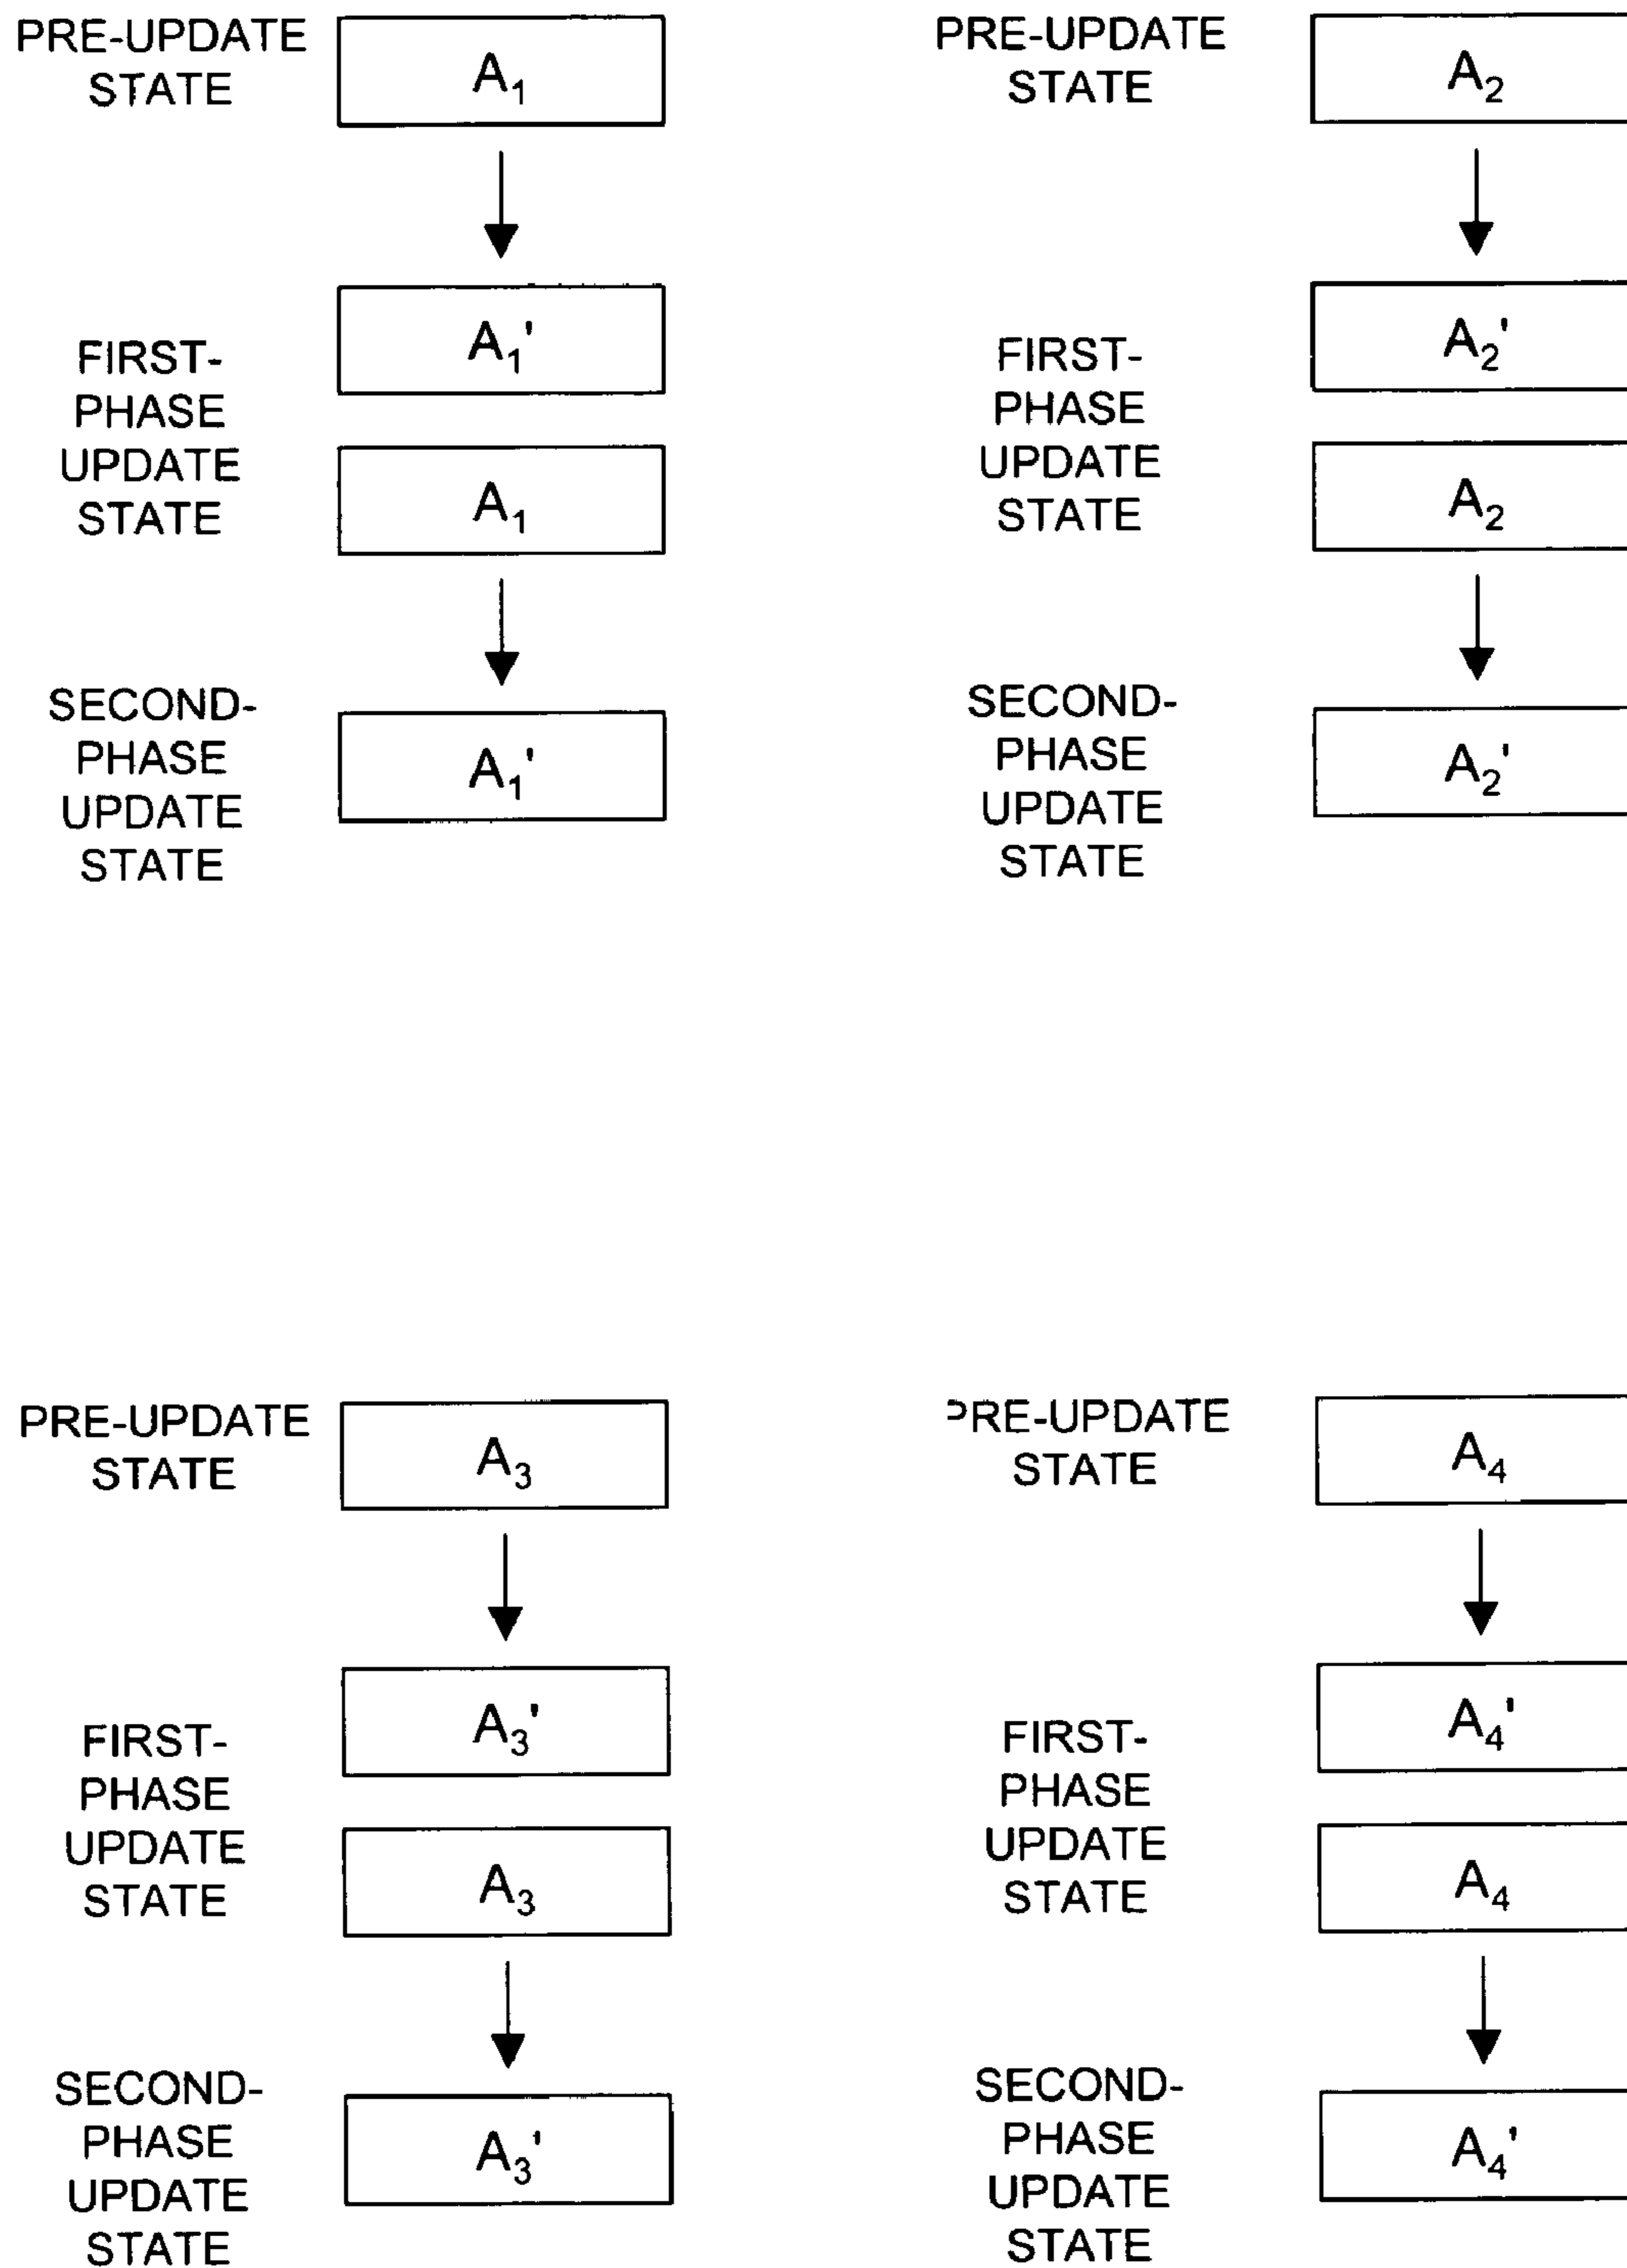 PRE-UPDATE
STATE
A₁
A₁'
FIRST-
PHASE
UPDATE
STATE
A₁
SECOND-
PHASE
UPDATE
STATE
A₁'
PRE-UPDATE
STATE
A₂
A₂'
FIRST-
PHASE
UPDATE
STATE
A₂
SECOND-
PHASE
UPDATE
STATE
A₂'
PRE-UPDATE
STATE
A₃
A₃'
FIRST-
PHASE
UPDATE
STATE
A₃
SECOND-
PHASE
UPDATE
STATE
A₃'
PRE-UPDATE
STATE
A₄
A₄'
FIRST-
PHASE
UPDATE
STATE
A₄
SECOND-
PHASE
UPDATE
STATE
A₄'